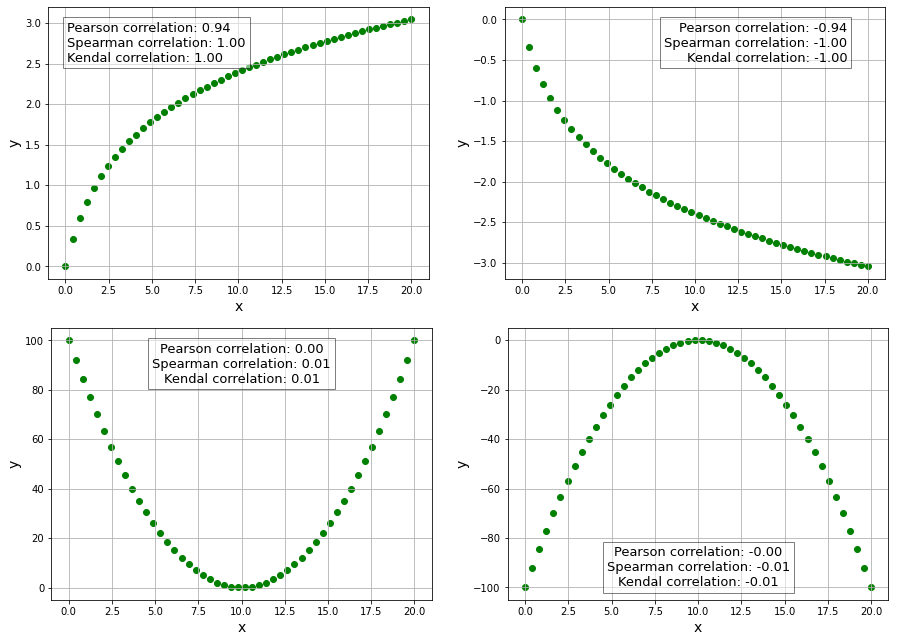 Pearson correlation: 0.94
Spearman correlation: 1.00
Kendal correlation: 1.00
3.0
2.5
2.0
1.5
1.0
0.5
0.0
y
0.0 2.5 5.0 7.5 10.0 12.5 15.0 17.5 20.0
x
Pearson correlation: -0.94
Spearman correlation: -1.00
Kendal correlation: -1.00
0.0
−0.5
−1.0
−1.5
−2.0
−2.5
−3.0
y
0.0 2.5 5.0 7.5 10.0 12.5 15.0 17.5 20.0
x
Pearson correlation: 0.00
Spearman correlation: 0.01
Kendal correlation: 0.01
100
80
60
40
20
0
y
0.0 2.5 5.0 7.5 10.0 12.5 15.0 17.5 20.0
x
0
−20
−40
−60
−80
−100
y
Pearson correlation: -0.00
Spearman correlation: -0.01
Kendal correlation: -0.01
0.0 2.5 5.0 7.5 10.0 12.5 15.0 17.5 20.0
x